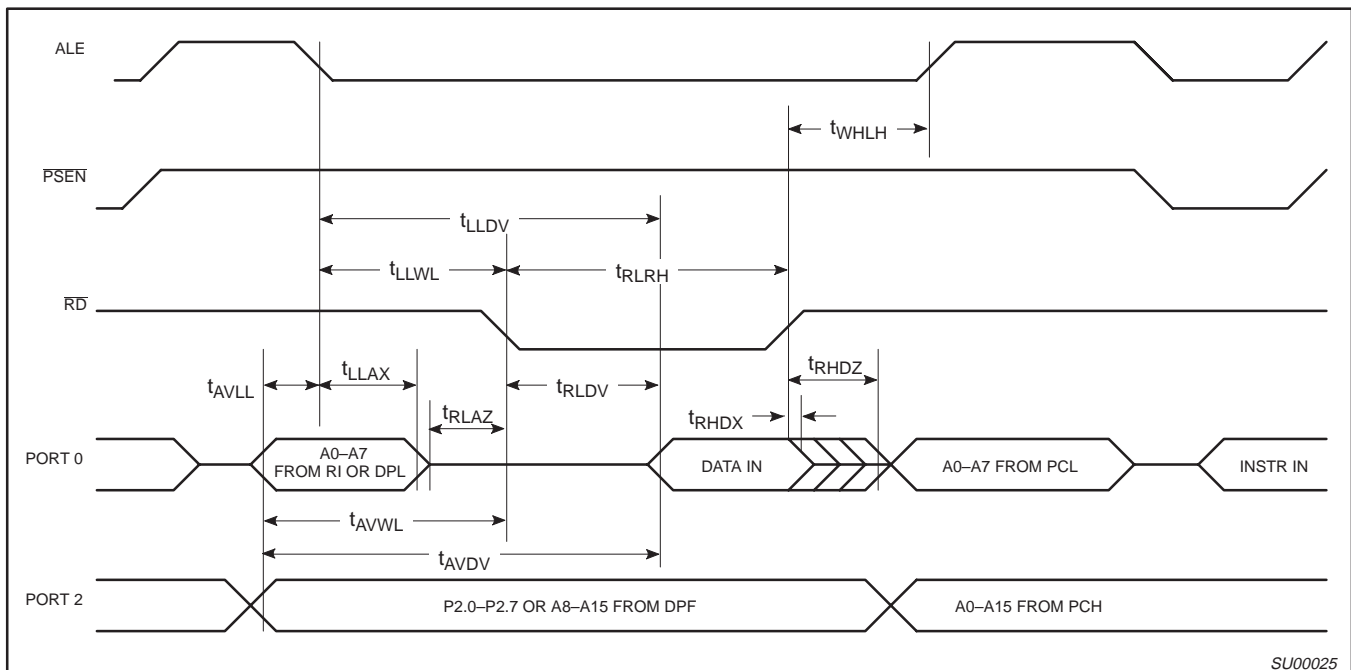 ALE
tWHLH
PSEN
tLLDV
tLLWL
tRLRH
RD
tAVLL
tLLAX
tRLDV
tRHDZ
tRLAZ
tRHDX
PORT 0
A0–A7
FROM RI OR DPL
DATA IN
A0–A7 FROM PCL
INSTR IN
tAVWL
tAVDV
PORT 2
P2.0–P2.7 OR A8–A15 FROM DPF
A0–A15 FROM PCH
SU00025